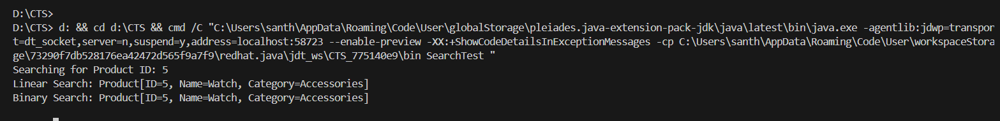 D:\CTS>
D:\CTS> d: && cd d:\CTS && cmd /C "C:\Users\santh\AppData\Roaming\Code\User\globalStorage\pleiades.java-extension-pack-jdk\java\latest\bin\java.exe -agentlib:jdwp=transpor
t=dt_socket,server=n,suspend=y,address=localhost:58723 --enable-preview -XX:+ShowCodeDetailsInExceptionMessages -cp C:\Users\santh\AppData\Roaming\Code\User\workspaceStora
ge\73290f7db528176ea42472d565f9a7f9\redhat.java\jdt_ws\CTS_775140e9\bin SearchTest "
Searching for Product ID: 5
Linear Search: Product[ID=5, Name=Watch, Category=Accessories]
Binary Search: Product[ID=5, Name=Watch, Category=Accessories]